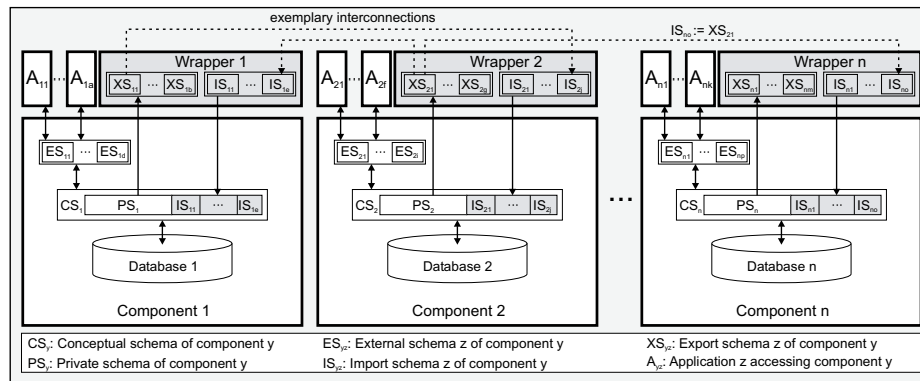 exemplary interconnections
IS_no := XS_21
A_11 ... A_1a Wrapper 1
XS_11 ... XS_1b IS_11 ... IS_1e
A_21 ... A_2f Wrapper 2
XS_21 ... XS_2g IS_21 ... IS_2j
A_n1 ... A_nk Wrapper n
XS_n1 ... XS_nm IS_n1 ... IS_no
ES_11 ... ES_1d
ES_21 ... ES_2i
ES_n1 ... ES_np
CS_1 PS_1 IS_11 ... IS_1e
CS_2 PS_2 IS_21 ... IS_2j
...
CS_n PS_n IS_n1 ... IS_no
Database 1
Database 2
Database n
Component 1
Component 2
Component n
CS_y: Conceptual schema of component y
ES_yz: External schema z of component y
XS_yz: Export schema z of component y
PS_y: Private schema of component y
IS_yz: Import schema z of component y
A_yz: Application z accessing component y